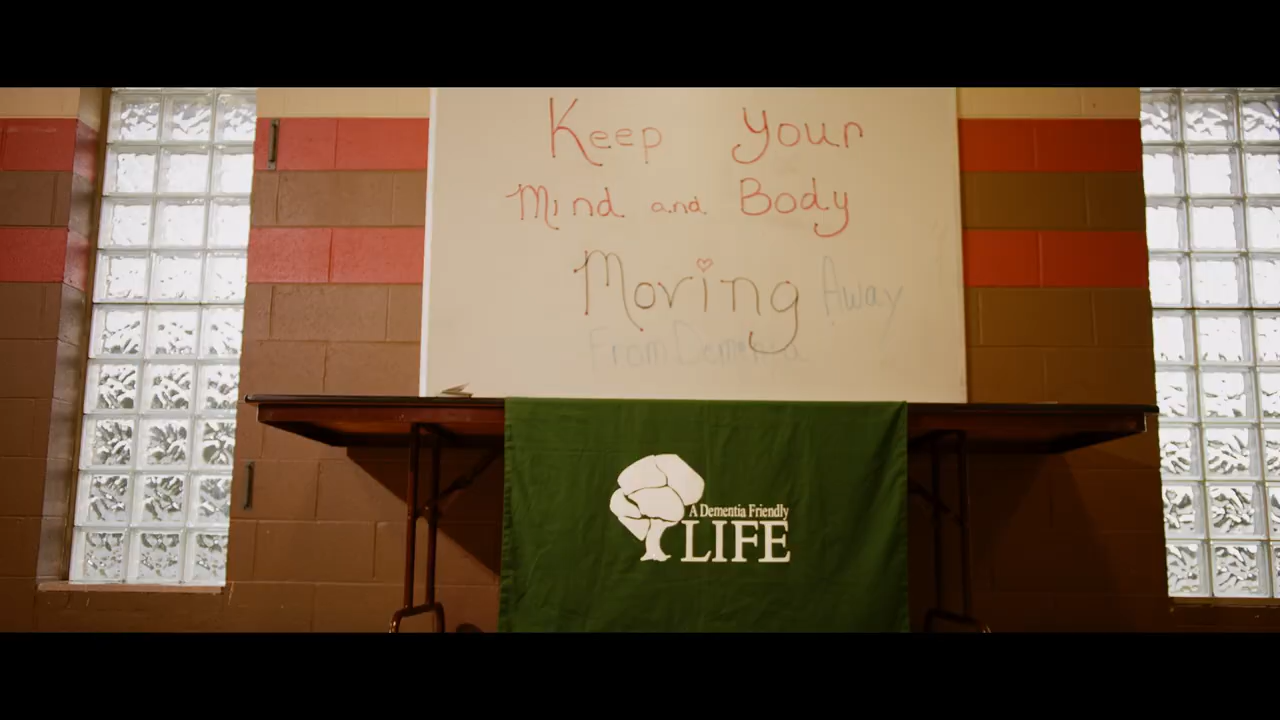 Keep Your
Mind and Body
Moving Away
From Dementia
A Dementia Friendly
LIFE